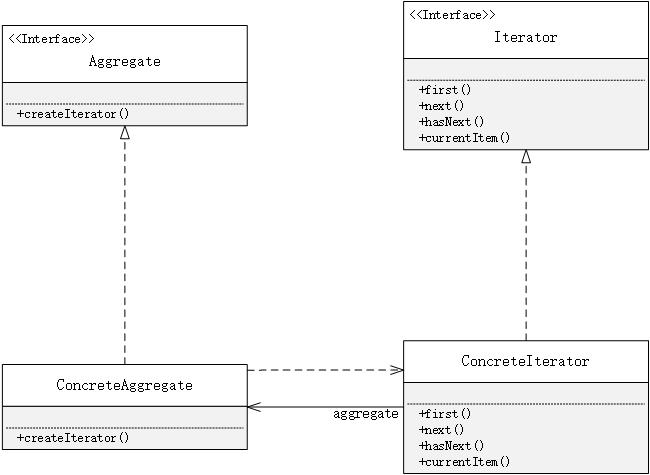 <<Interface>>
Aggregate
+createIterator()
<<Interface>>
Iterator
+first()
+next()
+hasNext()
+currentItem()
ConcreteAggregate
+createIterator()
aggregate
ConcreteIterator
+first()
+next()
+hasNext()
+currentItem()